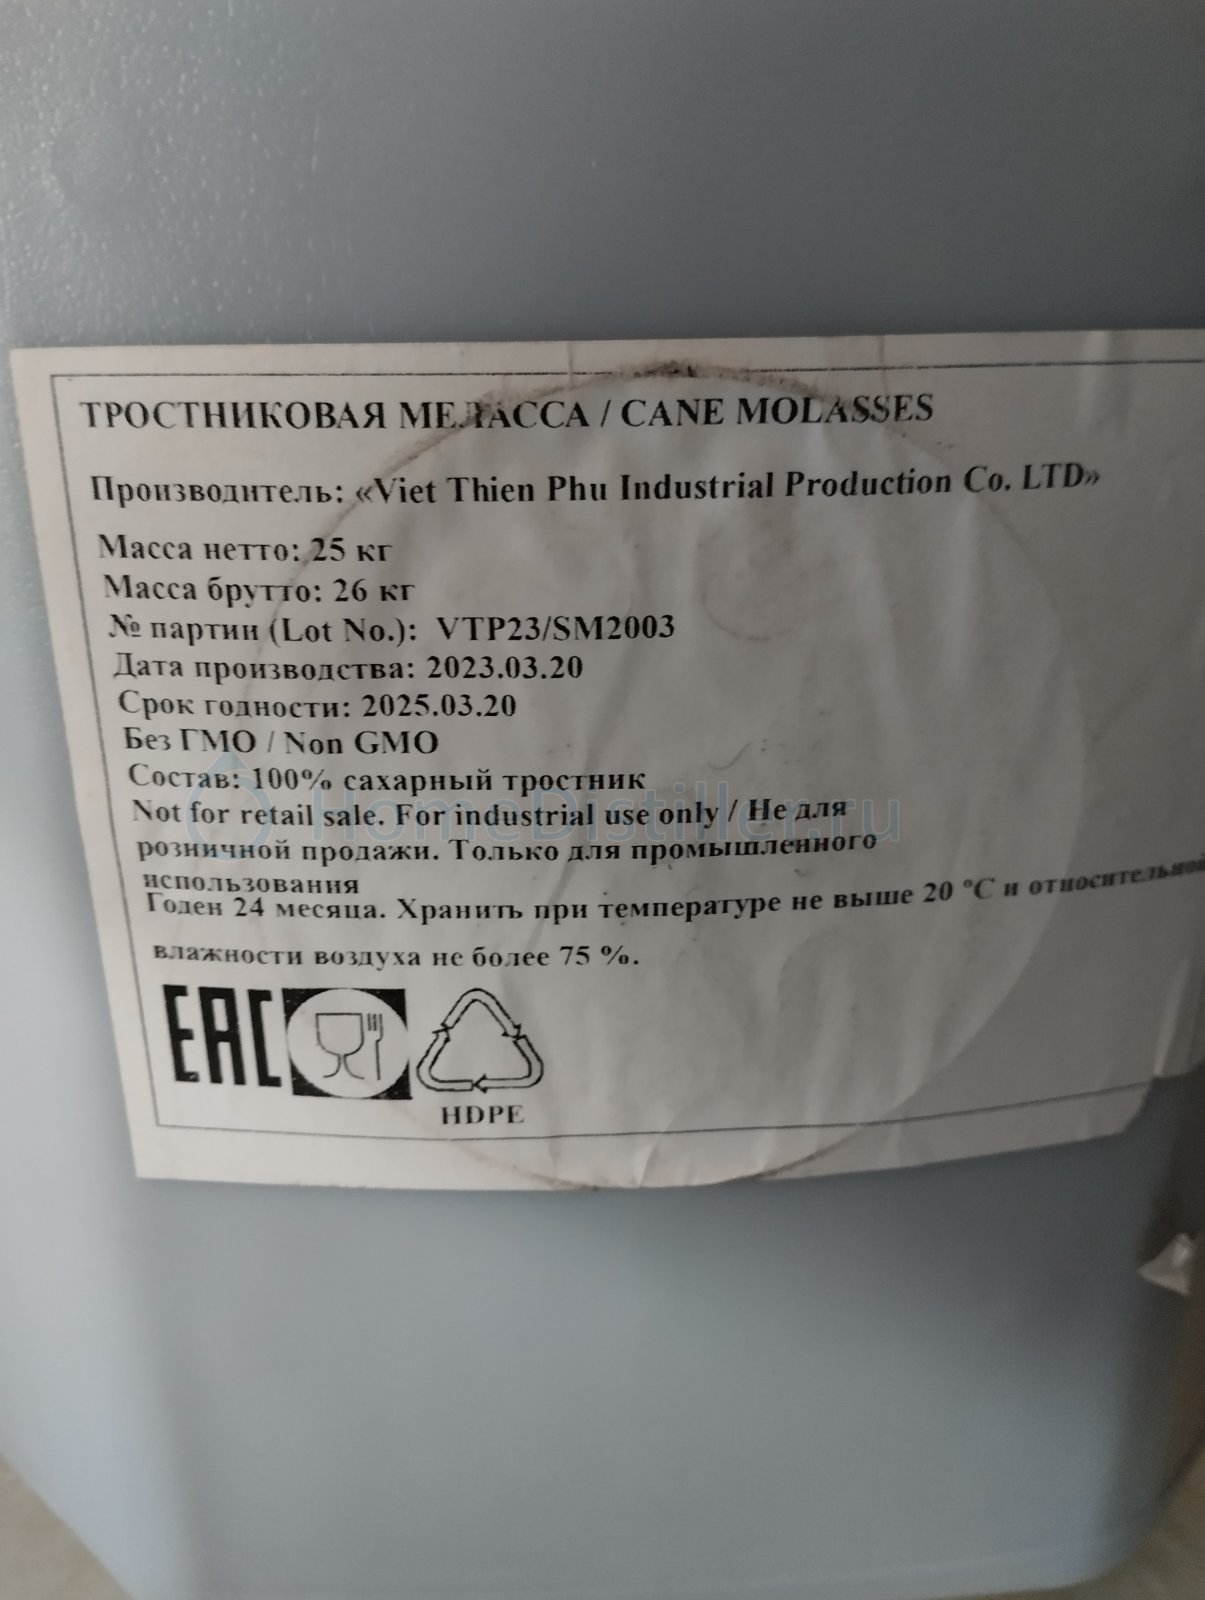 ТРОСТНИКОВАЯ МЕЛАССА / CANE MOLASSES
Производитель: «Viet Thien Phu Industrial Production Co. LTD»
Масса нетто: 25 кг
Масса брутто: 26 кг
№ партии (Lot No.): VTP23/SM2003
Дата производства: 2023.03.20
Срок годности: 2025.03.20
Без ГМО / Non GMO
Состав: 100% сахарный тростник
Not for retail sale. For industrial use only / Не для
розничной продажи. Только для промышленного
использования
Годен 24 месяца. Хранить при температуре не выше 20 °C и относительной
влажности воздуха не более 75 %.
EAC
HDPE
HomeDistiller.ru